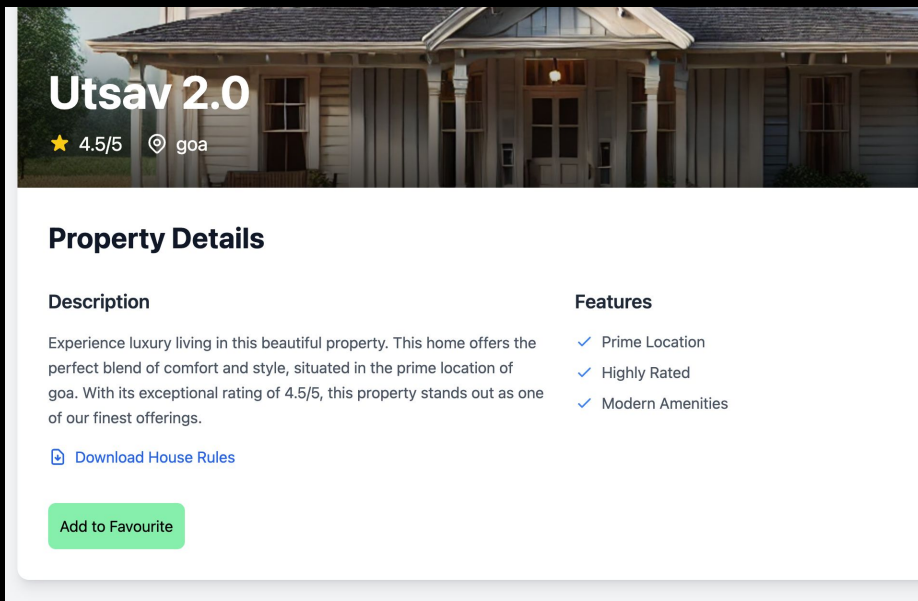 Utsav 2.0
4.5/5 goa
Property Details
Description
Experience luxury living in this beautiful property. This home offers the
perfect blend of comfort and style, situated in the prime location of
goa. With its exceptional rating of 4.5/5, this property stands out as one
of our finest offerings.
Download House Rules
Add to Favourite
Features
Prime Location
Highly Rated
Modern Amenities